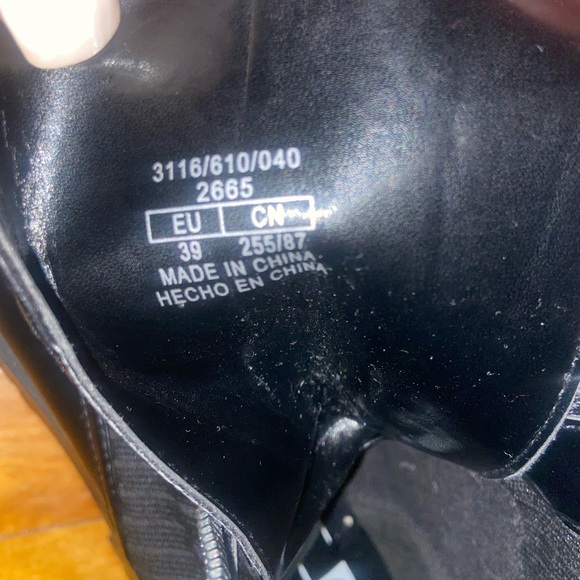 3116/610/040
2665
EU CN
39 255/87
MADE IN CHINA
HECHO EN CHINA